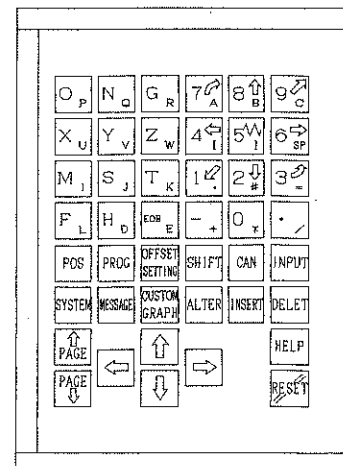 O P N Q G R 7 A 8 B 9 C
X U Y V Z W 4 [ 5 ] 6 SP
M I S J T K 1 , 2 # 3 =
F L H D EOB E - + 0 * . /
POS PROG OFFSET SETTING SHIFT CAN INPUT
SYSTEM MESSAGE CUSTOM GRAPH ALTER INSERT DELET
PAGE HELP
PAGE RESET